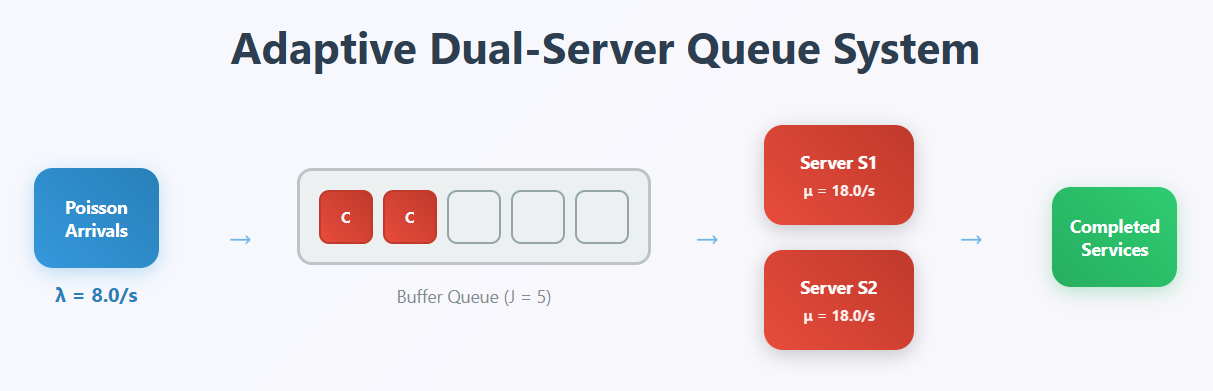 Adaptive Dual-Server Queue System
Poisson
Arrivals
λ = 8.0/s
→
C
C
Buffer Queue (J = 5)
→
Server S1
μ = 18.0/s
Server S2
μ = 18.0/s
→
Completed
Services